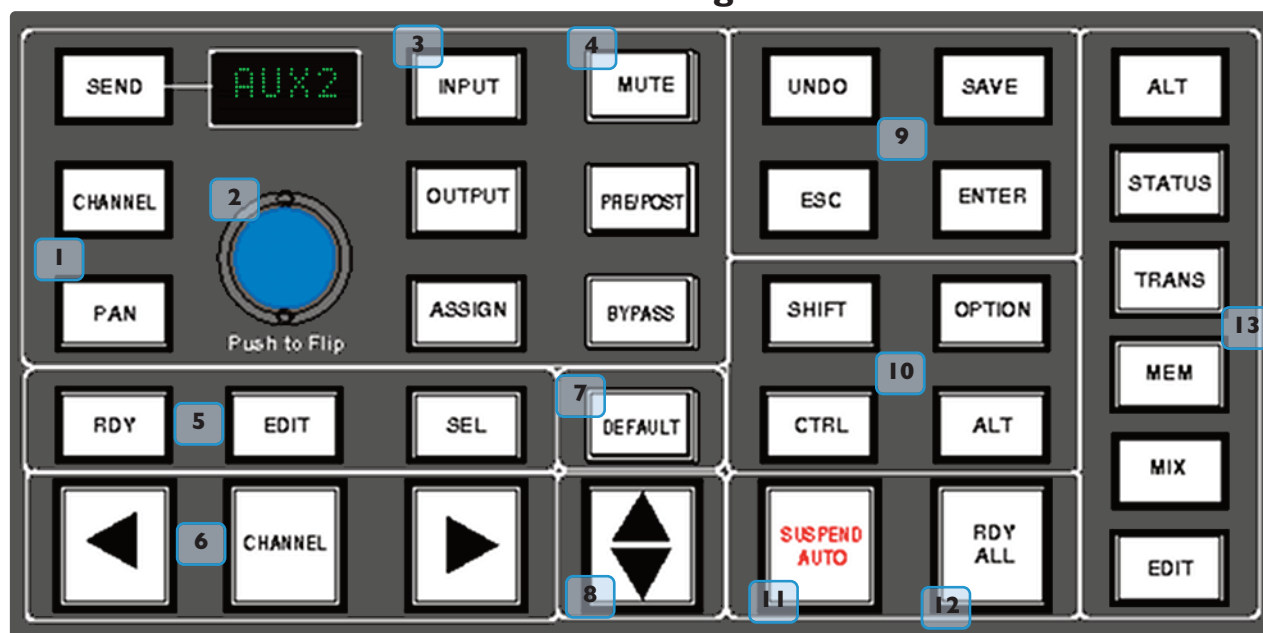 g
3
4
SEND
AUX2
INPUT
MUTE
UNDO
SAVE
ALT
9
CHANNEL
2
OUTPUT
PRE/POST
ESC
ENTER
STATUS
1
PAN
Push to Flip
ASSIGN
BYPASS
SHIFT
OPTION
TRANS
13
10
MEM
7
RDY
5
EDIT
SEL
DEFAULT
CTRL
ALT
MIX
6
CHANNEL
SUSPEND
AUTO
RDY
ALL
EDIT
8
11
12